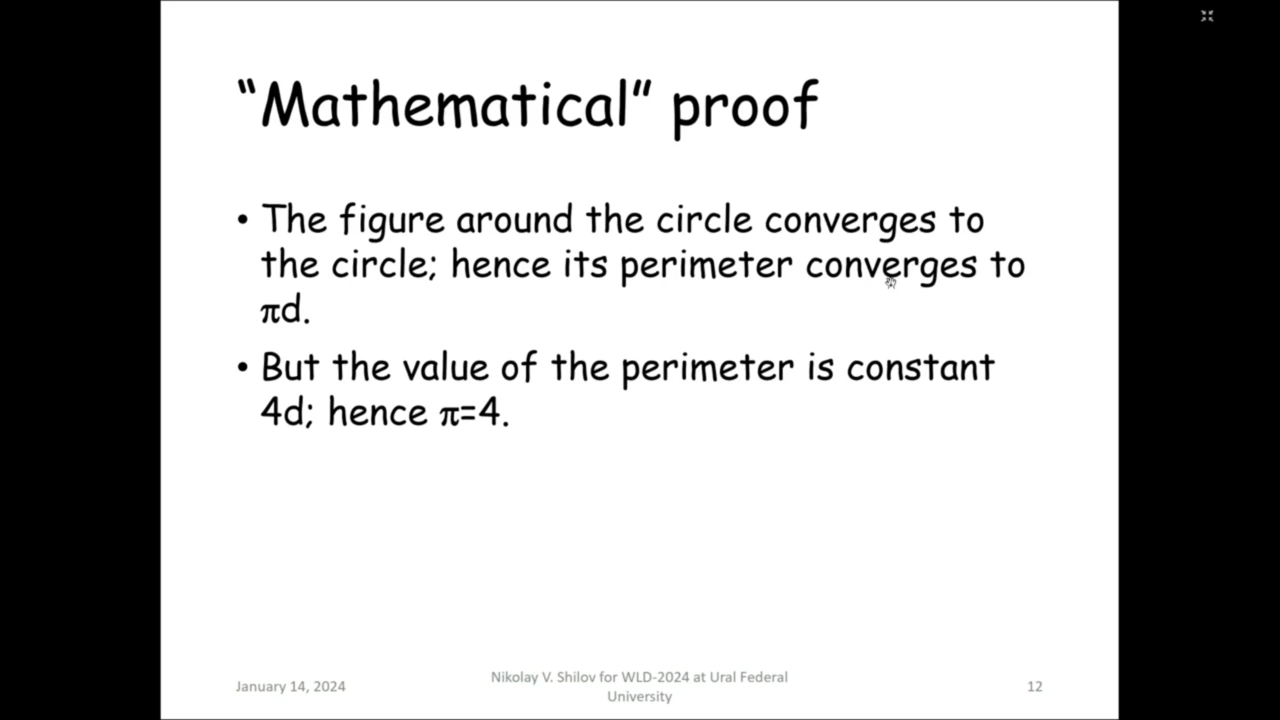 “Mathematical” proof
• The figure around the circle converges to
the circle; hence its perimeter converges to
πd.
• But the value of the perimeter is constant
4d; hence π=4.
January 14, 2024
Nikolay V. Shilov for WLD-2024 at Ural Federal
University
12